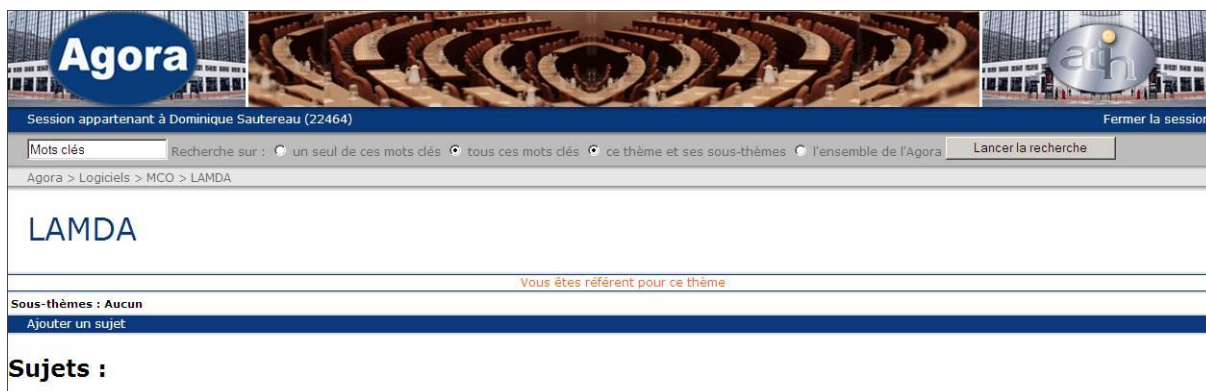 Agora
atih
Session appartenant à Dominique Sautereau (22464) Fermer la session
Mots clés Recherche sur : un seul de ces mots clés tous ces mots clés ce thème et ses sous-thèmes l'ensemble de l'Agora Lancer la recherche
Agora > Logiciels > MCO > LAMDA
LAMDA
Vous êtes référent pour ce thème
Sous-thèmes : Aucun
Ajouter un sujet
Sujets :